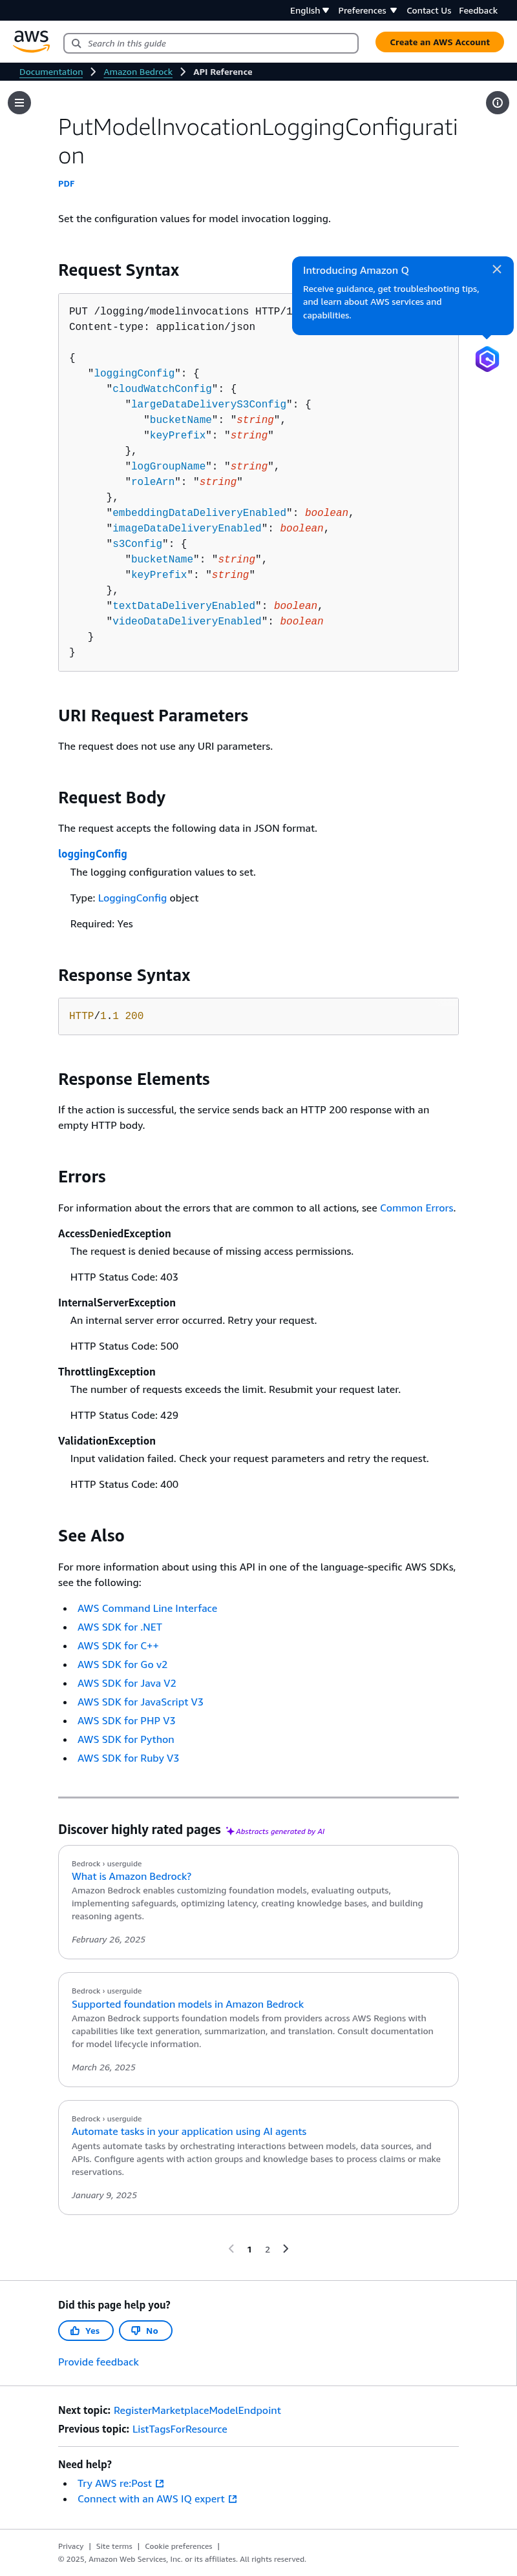 English Preferences Contact Us Feedback
aws
Search in this guide
Create an AWS Account
Documentation
Amazon Bedrock
API Reference
PutModelInvocationLoggingConfigurati
on
PDF
Set the configuration values for model invocation logging.
Request Syntax
Introducing Amazon Q
Receive guidance, get troubleshooting tips,
and learn about AWS services and
capabilities.
PUT /logging/modelinvocations HTTP/1
Content-type: application/json
{
"loggingConfig": {
"cloudWatchConfig": {
"largeDataDeliveryS3Config": {
"bucketName": "string",
"keyPrefix": "string"
},
"logGroupName": "string",
"roleArn": "string"
},
"embeddingDataDeliveryEnabled": boolean,
"imageDataDeliveryEnabled": boolean,
"s3Config": {
"bucketName": "string",
"keyPrefix": "string"
},
"textDataDeliveryEnabled": boolean,
"videoDataDeliveryEnabled": boolean
}
}
URI Request Parameters
The request does not use any URI parameters.
Request Body
The request accepts the following data in JSON format.
loggingConfig
The logging configuration values to set.
Type: LoggingConfig object
Required: Yes
Response Syntax
HTTP/1.1 200
Response Elements
If the action is successful, the service sends back an HTTP 200 response with an
empty HTTP body.
Errors
For information about the errors that are common to all actions, see Common Errors.
AccessDeniedException
The request is denied because of missing access permissions.
HTTP Status Code: 403
InternalServerException
An internal server error occurred. Retry your request.
HTTP Status Code: 500
ThrottlingException
The number of requests exceeds the limit. Resubmit your request later.
HTTP Status Code: 429
ValidationException
Input validation failed. Check your request parameters and retry the request.
HTTP Status Code: 400
See Also
For more information about using this API in one of the language-specific AWS SDKs,
see the following:
AWS Command Line Interface
AWS SDK for .NET
AWS SDK for C++
AWS SDK for Go v2
AWS SDK for Java V2
AWS SDK for JavaScript V3
AWS SDK for PHP V3
AWS SDK for Python
AWS SDK for Ruby V3
Discover highly rated pages Abstracts generated by AI
Bedrock › userguide
What is Amazon Bedrock?
Amazon Bedrock enables customizing foundation models, evaluating outputs,
implementing safeguards, optimizing latency, creating knowledge bases, and building
reasoning agents.
February 26, 2025
Bedrock › userguide
Supported foundation models in Amazon Bedrock
Amazon Bedrock supports foundation models from providers across AWS Regions with
capabilities like text generation, summarization, and translation. Consult documentation
for model lifecycle information.
March 26, 2025
Bedrock › userguide
Automate tasks in your application using AI agents
Agents automate tasks by orchestrating interactions between models, data sources, and
APIs. Configure agents with action groups and knowledge bases to process claims or make
reservations.
January 9, 2025
1 2
Did this page help you?
Yes No
Provide feedback
Next topic: RegisterMarketplaceModelEndpoint
Previous topic: ListTagsForResource
Need help?
Try AWS re:Post
Connect with an AWS IQ expert
Privacy | Site terms | Cookie preferences |
© 2025, Amazon Web Services, Inc. or its affiliates. All rights reserved.